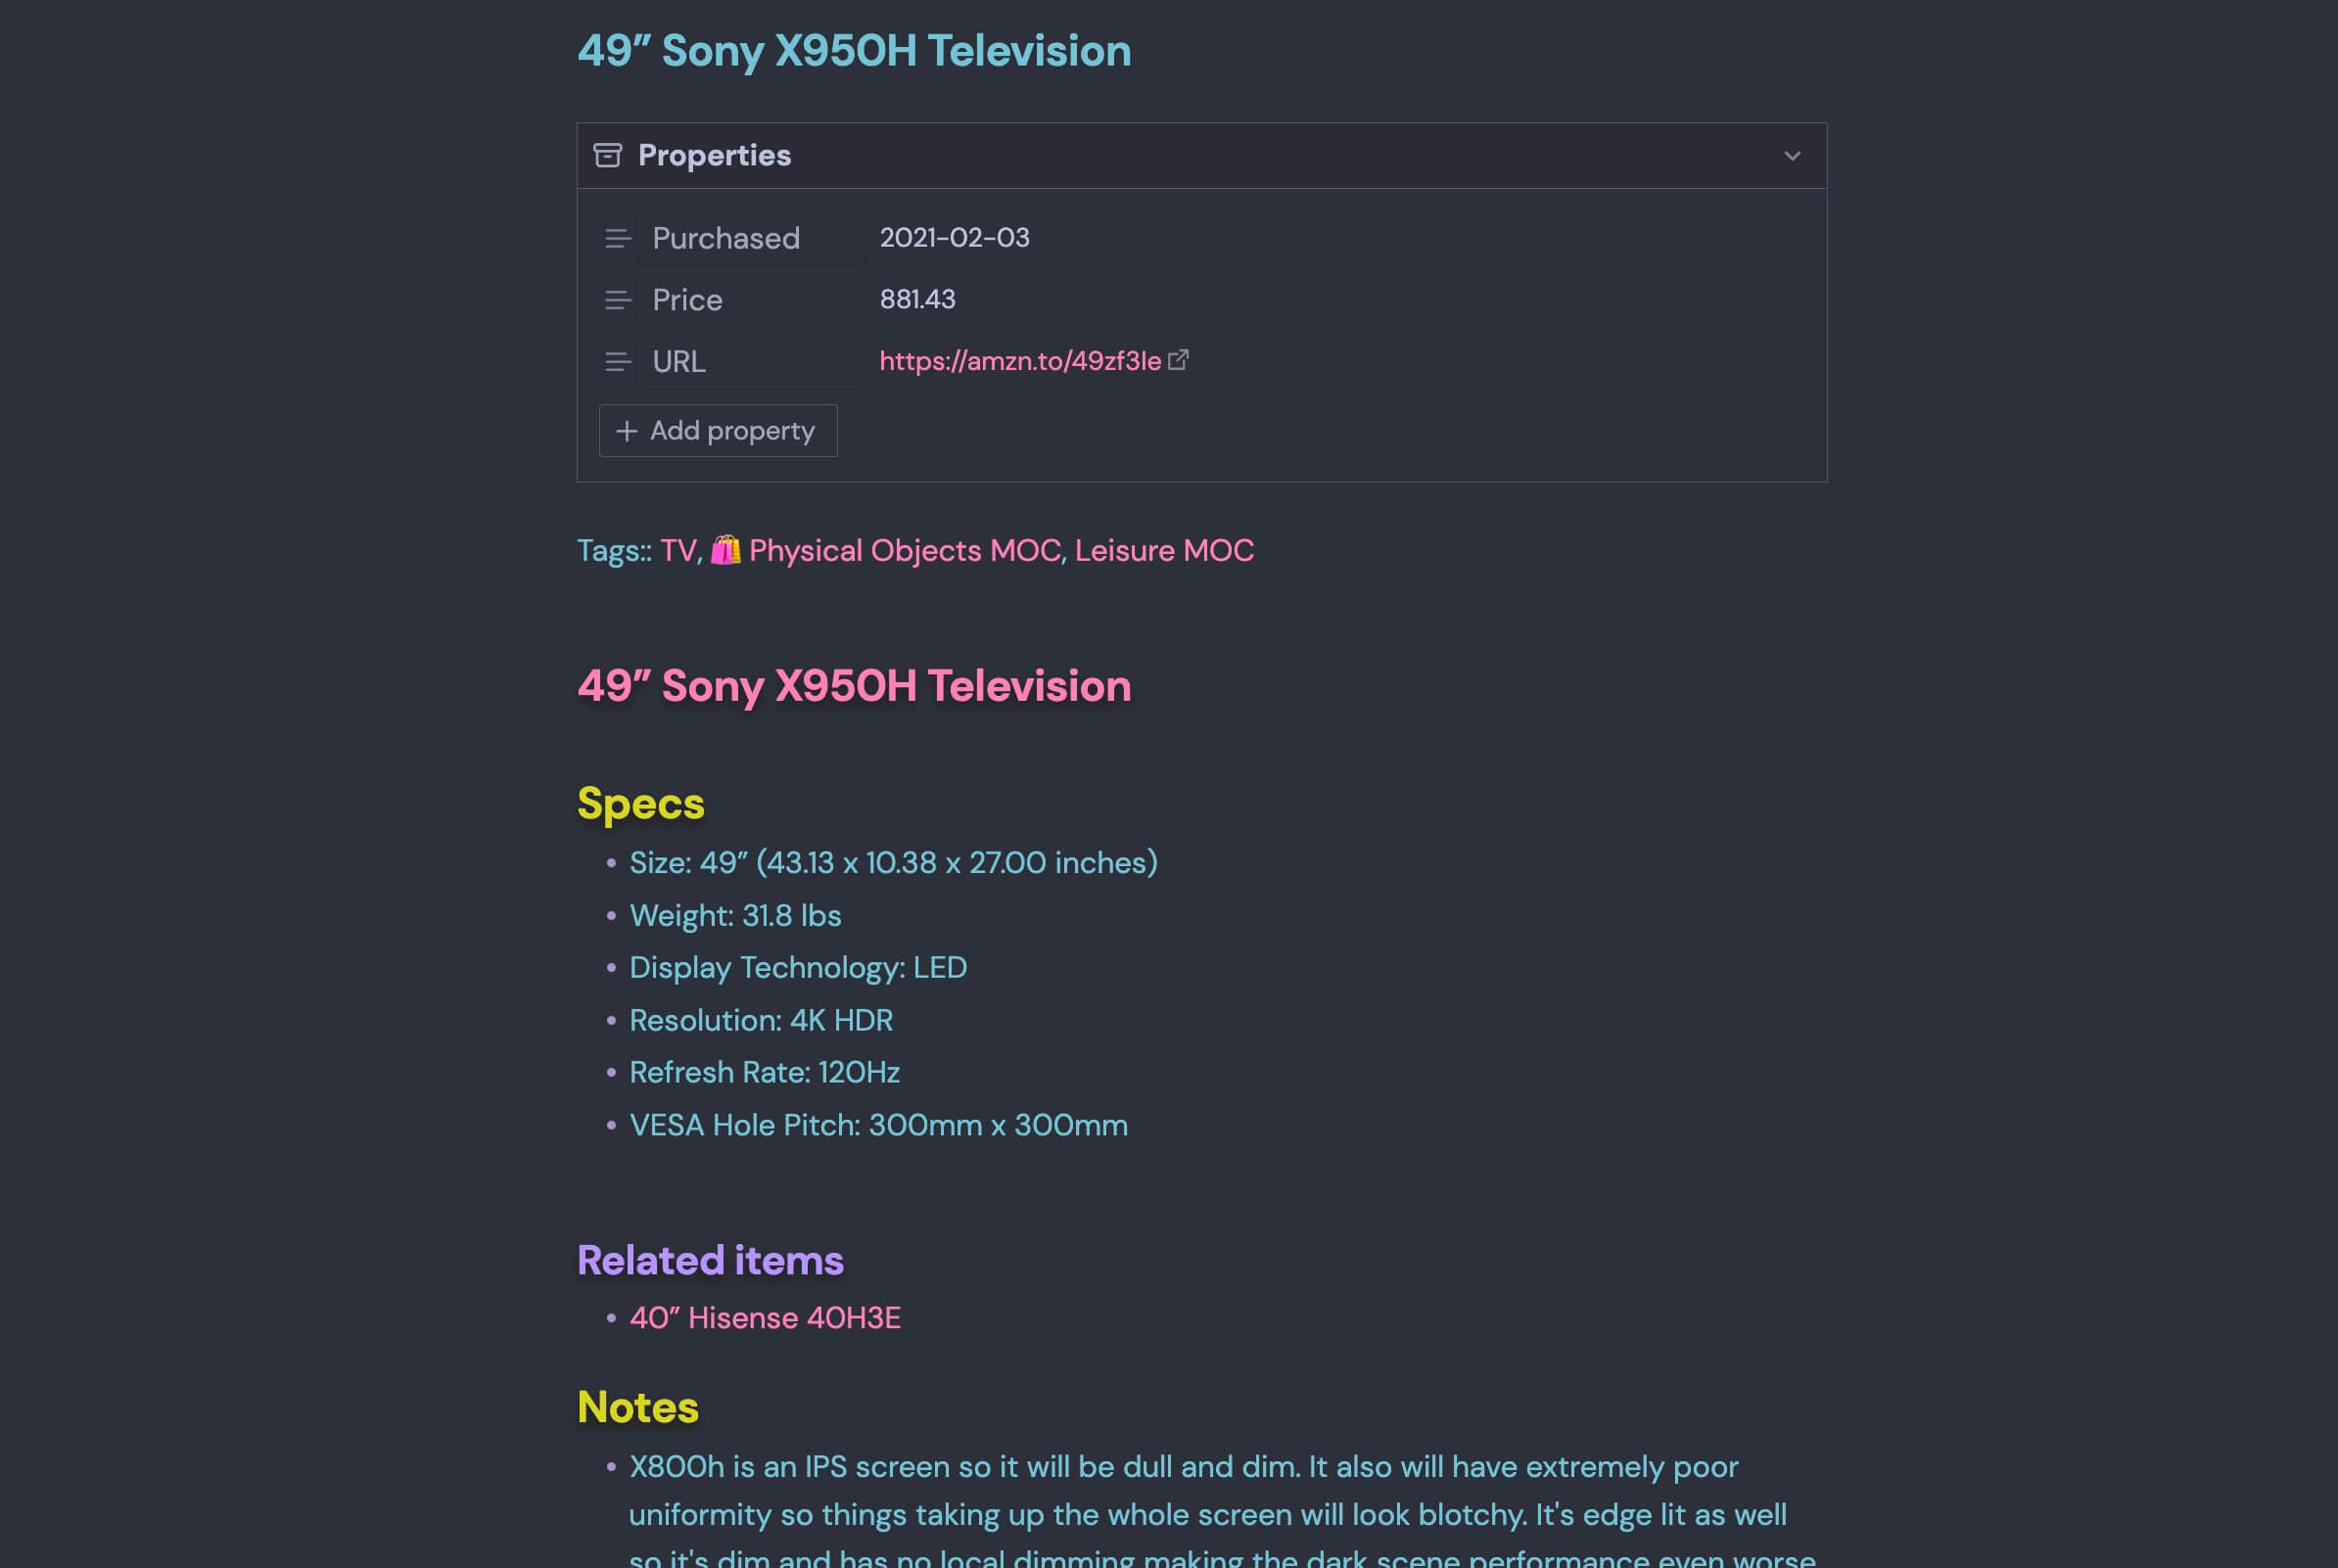 49” Sony X950H Television
Properties
Purchased 2021-02-03
Price 881.43
URL https://amzn.to/49zf3Ie
+ Add property
Tags:: TV, 🛍️ Physical Objects MOC, Leisure MOC
49” Sony X950H Television
Specs
• Size: 49” (43.13 x 10.38 x 27.00 inches)
• Weight: 31.8 lbs
• Display Technology: LED
• Resolution: 4K HDR
• Refresh Rate: 120Hz
• VESA Hole Pitch: 300mm x 300mm
Related items
• 40” Hisense 40H3E
Notes
• X800h is an IPS screen so it will be dull and dim. It also will have extremely poor
uniformity so things taking up the whole screen will look blotchy. It's edge lit as well
so it's dim and has no local dimming making the dark scene performance even worse